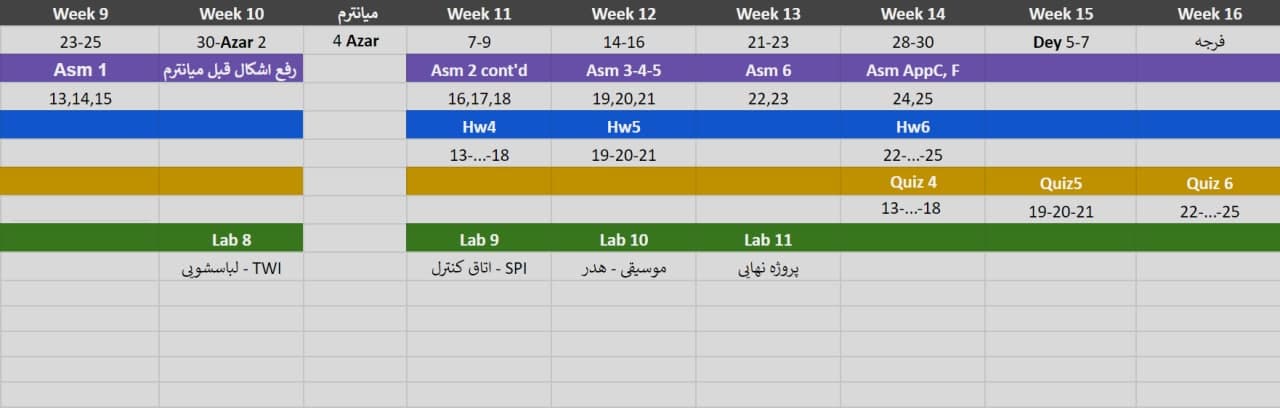 Week 9 Week 10 میانترم Week 11 Week 12 Week 13 Week 14 Week 15 Week 16
23-25 30-Azar 2 4 Azar 7-9 14-16 21-23 28-30 Dey 5-7 فرجه
Asm 1 رفع اشکال قبل میانترم Asm 2 cont'd Asm 3-4-5 Asm 6 Asm AppC, F
13,14,15 16,17,18 19,20,21 22,23 24,25
Hw4 Hw5 Hw6
13-...-18 19-20-21 22-...-25
Quiz 4 Quiz5 Quiz 6
13-...-18 19-20-21 22-...-25
Lab 8 Lab 9 Lab 10 Lab 11
TWI - لباسشویی SPI - اتاق کنترل موسیقی - هدر پروژه نهایی